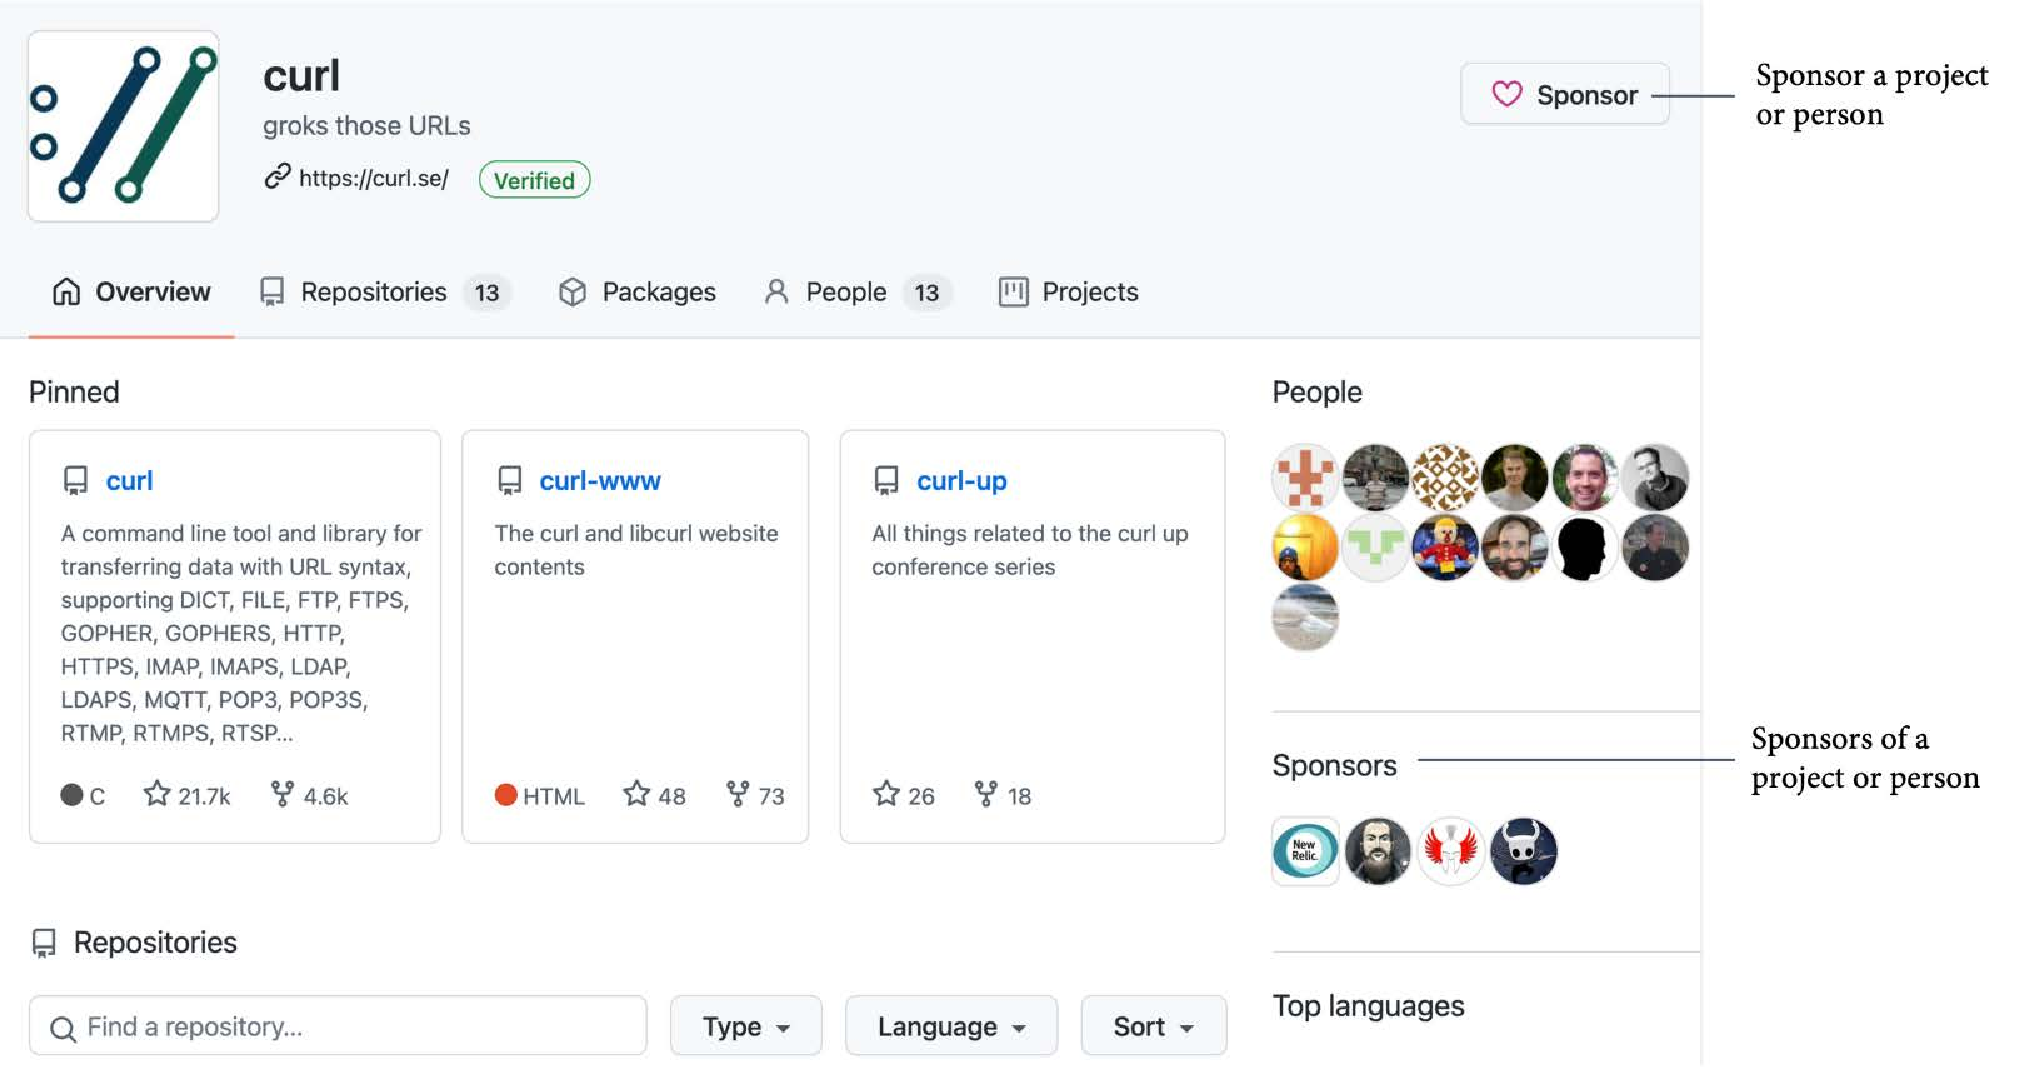 curl
groks those URLs
https://curl.se/ Verified
Sponsor
Sponsor a project
or person
Overview Repositories 13 Packages People 13 Projects
Pinned
curl
A command line tool and library for
transferring data with URL syntax,
supporting DICT, FILE, FTP, FTPS,
GOPHER, GOPHERS, HTTP,
HTTPS, IMAP, IMAPS, LDAP,
LDAPS, MQTT, POP3, POP3S,
RTMP, RTMPS, RTSP...
C 21.7k 4.6k
curl-www
The curl and libcurl website
contents
HTML 48 73
curl-up
All things related to the curl up
conference series
26 18
People
Sponsors
Sponsors of a
project or person
New
Relic.
Repositories
Find a repository...
Type
Language
Sort
Top languages